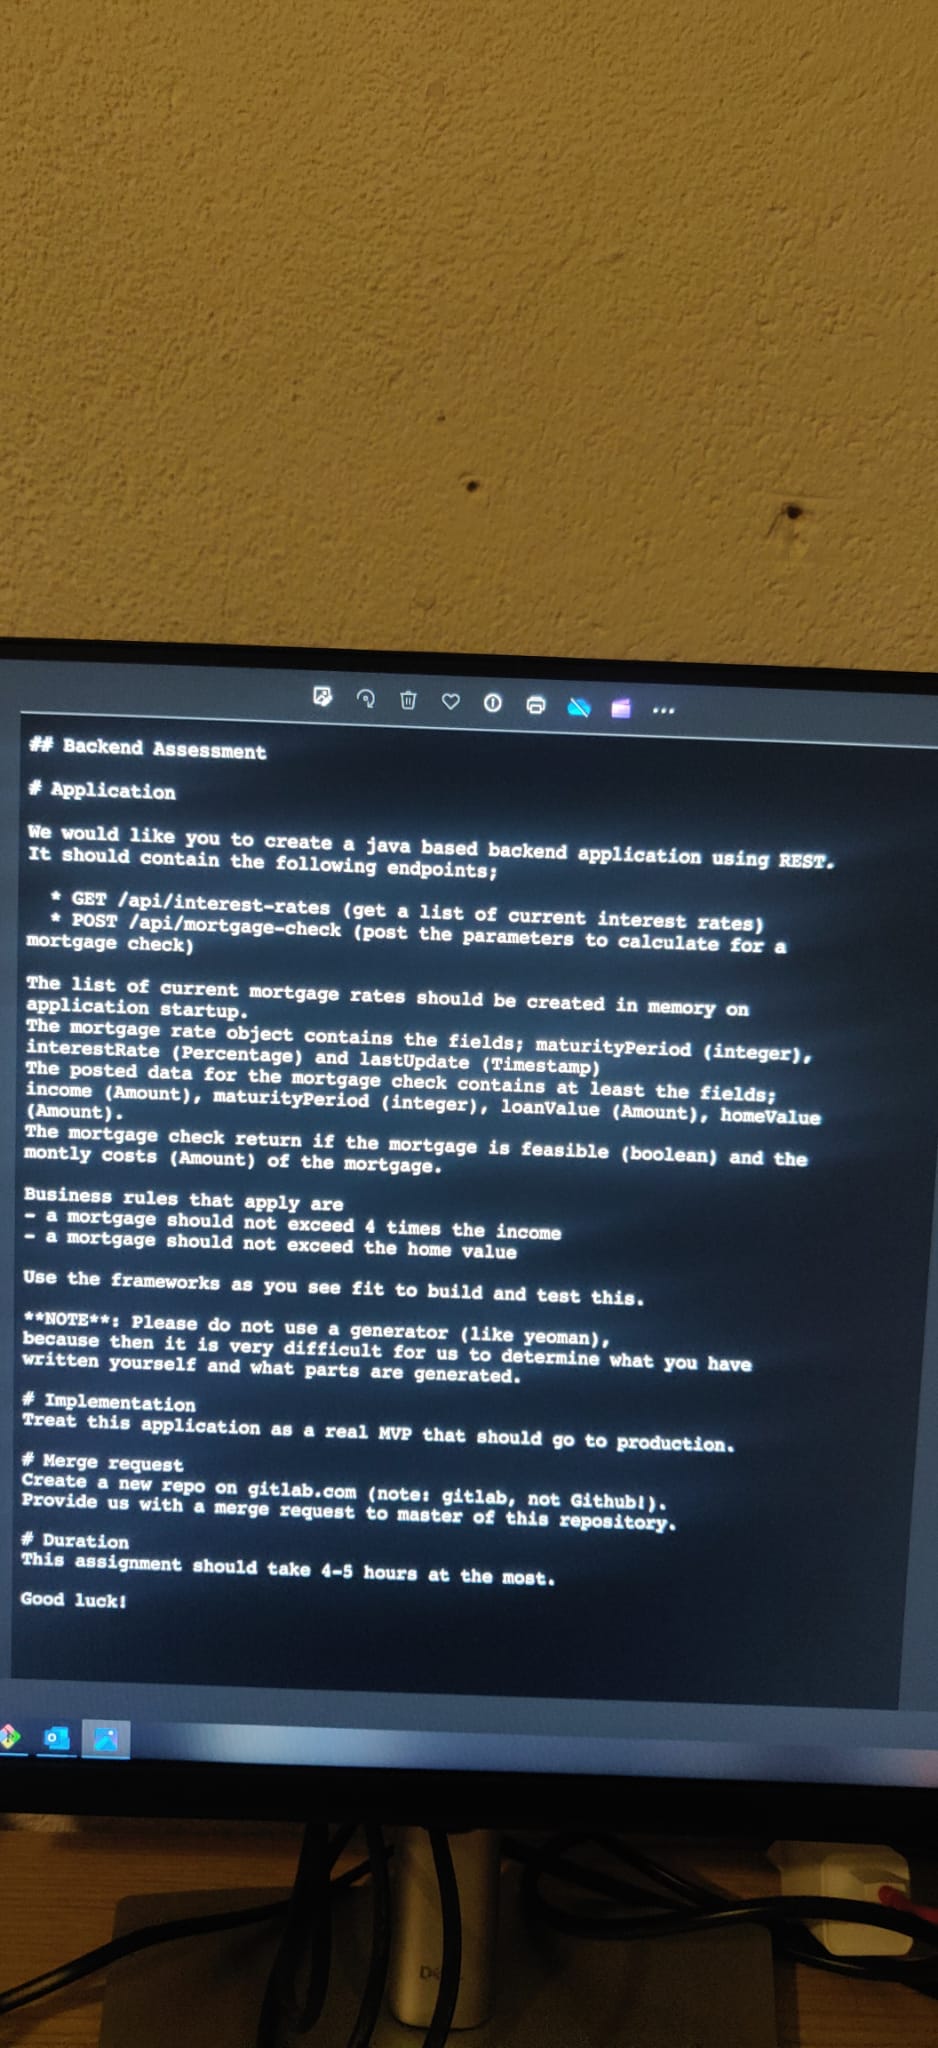 ## Backend Assessment
# Application
We would like you to create a java based backend application using REST.
It should contain the following endpoints;
* GET /api/interest-rates (get a list of current interest rates)
* POST /api/mortgage-check (post the parameters to calculate for a
mortgage check)
The list of current mortgage rates should be created in memory on
application startup.
The mortgage rate object contains the fields; maturityPeriod (integer),
interestRate (Percentage) and lastUpdate (Timestamp)
The posted data for the mortgage check contains at least the fields;
income (Amount), maturityPeriod (integer), loanValue (Amount), homeValue
(Amount).
The mortgage check return if the mortgage is feasible (boolean) and the
montly costs (Amount) of the mortgage.
Business rules that apply are
- a mortgage should not exceed 4 times the income
- a mortgage should not exceed the home value
Use the frameworks as you see fit to build and test this.
**NOTE**: Please do not use a generator (like yeoman),
because then it is very difficult for us to determine what you have
written yourself and what parts are generated.
# Implementation
Treat this application as a real MVP that should go to production.
# Merge request
Create a new repo on gitlab.com (note: gitlab, not Github!).
Provide us with a merge request to master of this repository.
# Duration
This assignment should take 4-5 hours at the most.
Good luck!